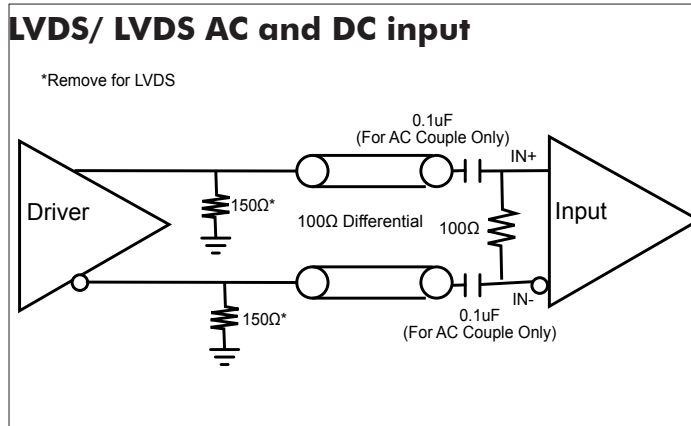 LVDS/ LVDS AC and DC input
*Remove for LVDS
0.1uF
(For AC Couple Only)
IN+
Driver
150Ω*
100Ω Differential
100Ω
Input
150Ω*
IN-
0.1uF
(For AC Couple Only)